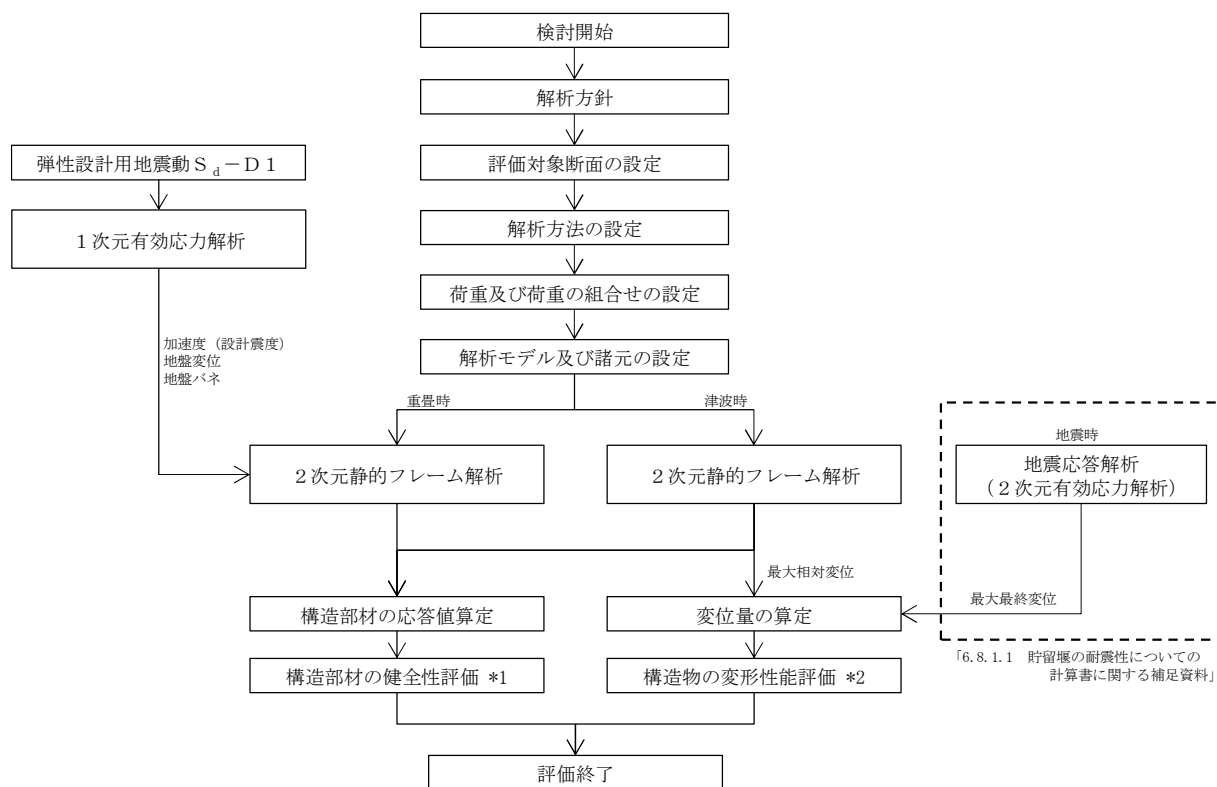 検討開始
解析方針
評価対象断面の設定
弾性設計用地震動Ｓd－Ｄ１
解析方法の設定
１次元有効応力解析
荷重及び荷重の組合せの設定
加速度（設計震度）
地盤変位
地盤バネ
解析モデル及び諸元の設定
重畳時
津波時
地震時
２次元静的フレーム解析
２次元静的フレーム解析
地震応答解析
（２次元有効応力解析）
最大相対変位
最大最終変位
構造部材の応答値算定
変位量の算定
構造部材の健全性評価 *1
構造物の変形性能評価 *2
「6.8.1.1 貯留堰の耐震性についての
計算書に関する補足資料」
評価終了